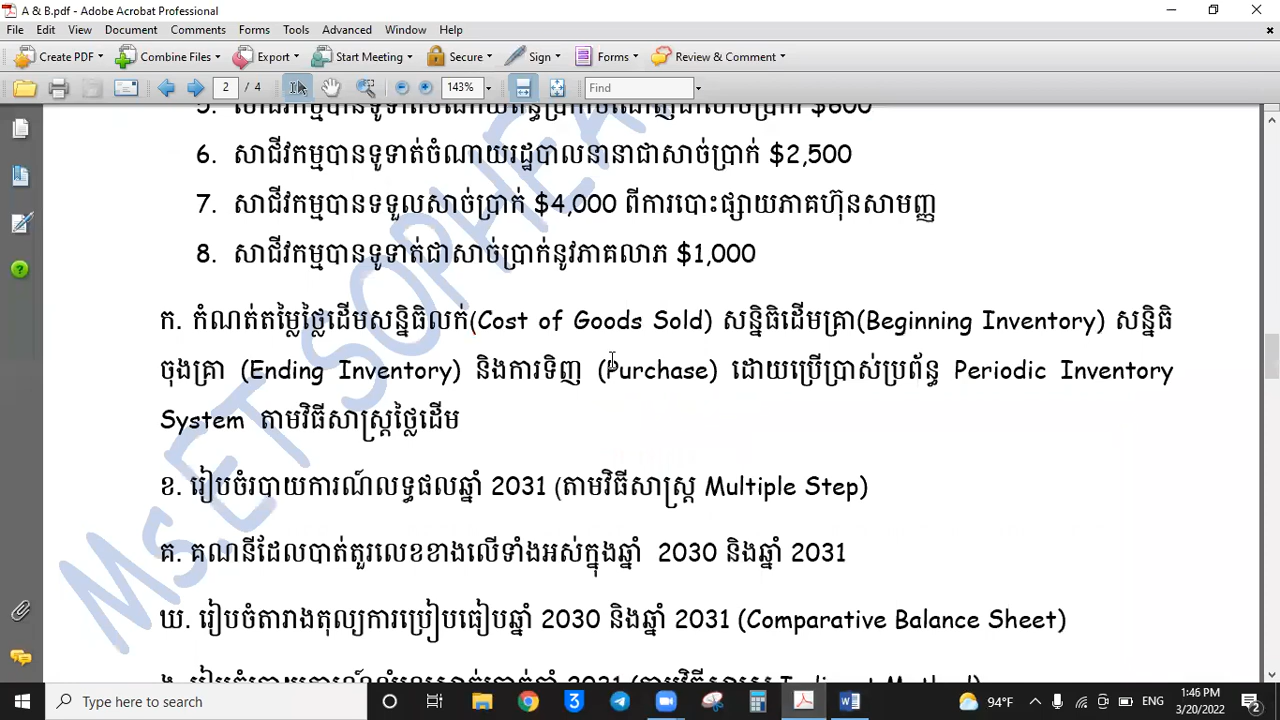 A & B.pdf - Adobe Acrobat Professional
File Edit View Document Comments Forms Tools Advanced Window Help
Create PDF Combine Files Export Start Meeting Secure Sign Forms Review & Comment
2 / 4 143% Find
5. $600
6. សាជីវកម្មបានទូទាត់ចំណាយរដ្ឋបាលនានាជាសាច់ប្រាក់ $2,500
7. សាជីវកម្មបានទទួលសាច់ប្រាក់ $4,000 ពីការបោះផ្សាយភាគហ៊ុនសាមញ្ញ
8. សាជីវកម្មបានទូទាត់ជាសាច់ប្រាក់នូវភាគលាភ $1,000
ក. កំណត់តម្លៃថ្លៃដើមសន្និធិលក់(Cost of Goods Sold) សន្និធិដើមគ្រា(Beginning Inventory) សន្និធិ
ចុងគ្រា (Ending Inventory) និងការទិញ (Purchase) ដោយប្រើប្រាស់ប្រព័ន្ធ Periodic Inventory
System តាមវិធីសាស្ត្រថ្លៃដើម
ខ. រៀបចំរបាយការណ៍លទ្ធផលឆ្នាំ 2031 (តាមវិធីសាស្ត្រ Multiple Step)
គ. គណនីដែលបាត់តួរលេខខាងលើទាំងអស់ក្នុងឆ្នាំ 2030 និងឆ្នាំ 2031
ឃ. រៀបចំតារាងតុល្យការប្រៀបធៀបឆ្នាំ 2030 និងឆ្នាំ 2031 (Comparative Balance Sheet)
Ms.SET SOPHEA
Type here to search 94°F ENG 1:46 PM
3/20/2022 2